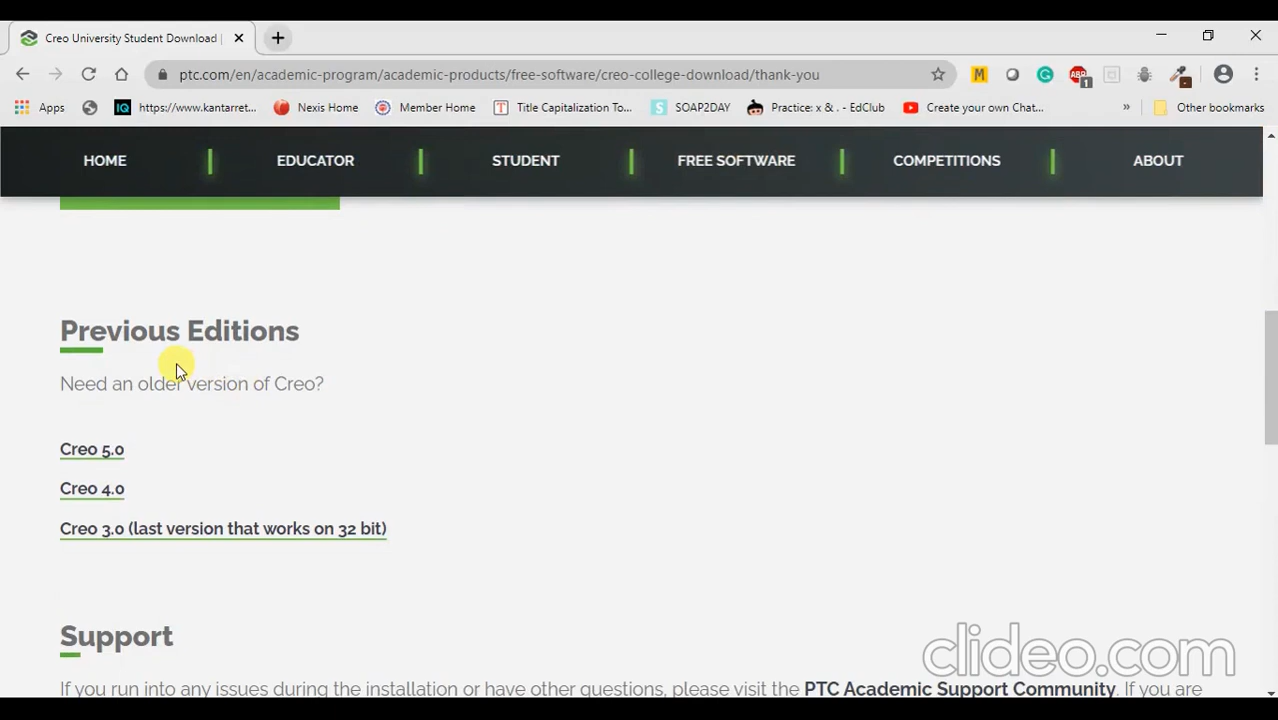 Creo University Student Download |
ptc.com/en/academic-program/academic-products/free-software/creo-college-download/thank-you
M
ABP
1
Apps
IQ
https://www.kantarret...
Nexis Home
Member Home
T
Title Capitalization To...
S
SOAP2DAY
Practice: x & . - EdClub
Create your own Chat...
»
Other bookmarks
HOME
EDUCATOR
STUDENT
FREE SOFTWARE
COMPETITIONS
ABOUT
Previous Editions
Need an older version of Creo?
Creo 5.0
Creo 4.0
Creo 3.0 (last version that works on 32 bit)
Support
If you run into any issues during the installation or have other questions, please visit the PTC Academic Support Community. If you are
clideo.com